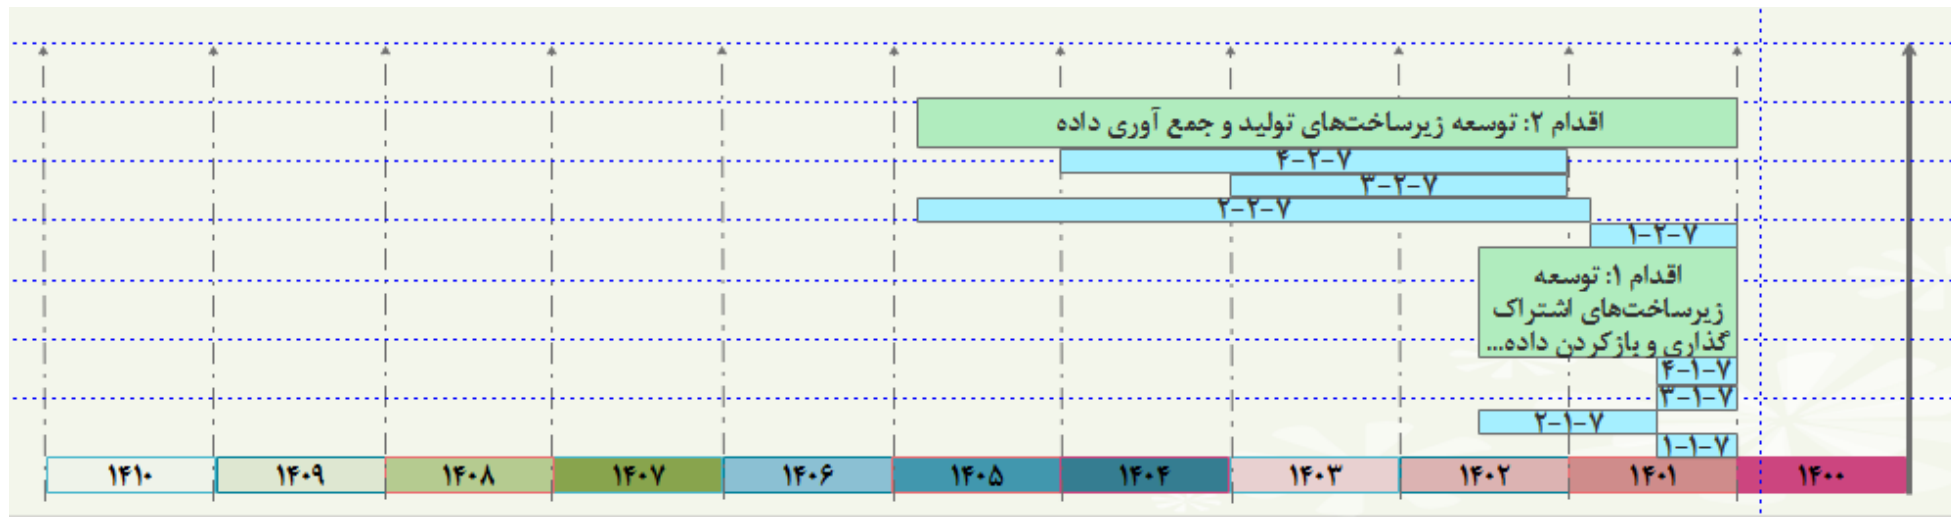 اقدام ۲: توسعه زیرساخت‌های تولید و جمع آوری داده
۴-۲-۷
۳-۲-۷
۲-۲-۷
۱-۲-۷
اقدام ۱: توسعه
زیرساخت‌های اشتراک
گذاری و بازکردن داده...
۴-۱-۷
۳-۱-۷
۲-۱-۷
۱-۱-۷
۱۴۰۰ ۱۴۰۱ ۱۴۰۲ ۱۴۰۳ ۱۴۰۴ ۱۴۰۵ ۱۴۰۶ ۱۴۰۷ ۱۴۰۸ ۱۴۰۹ ۱۴۱۰